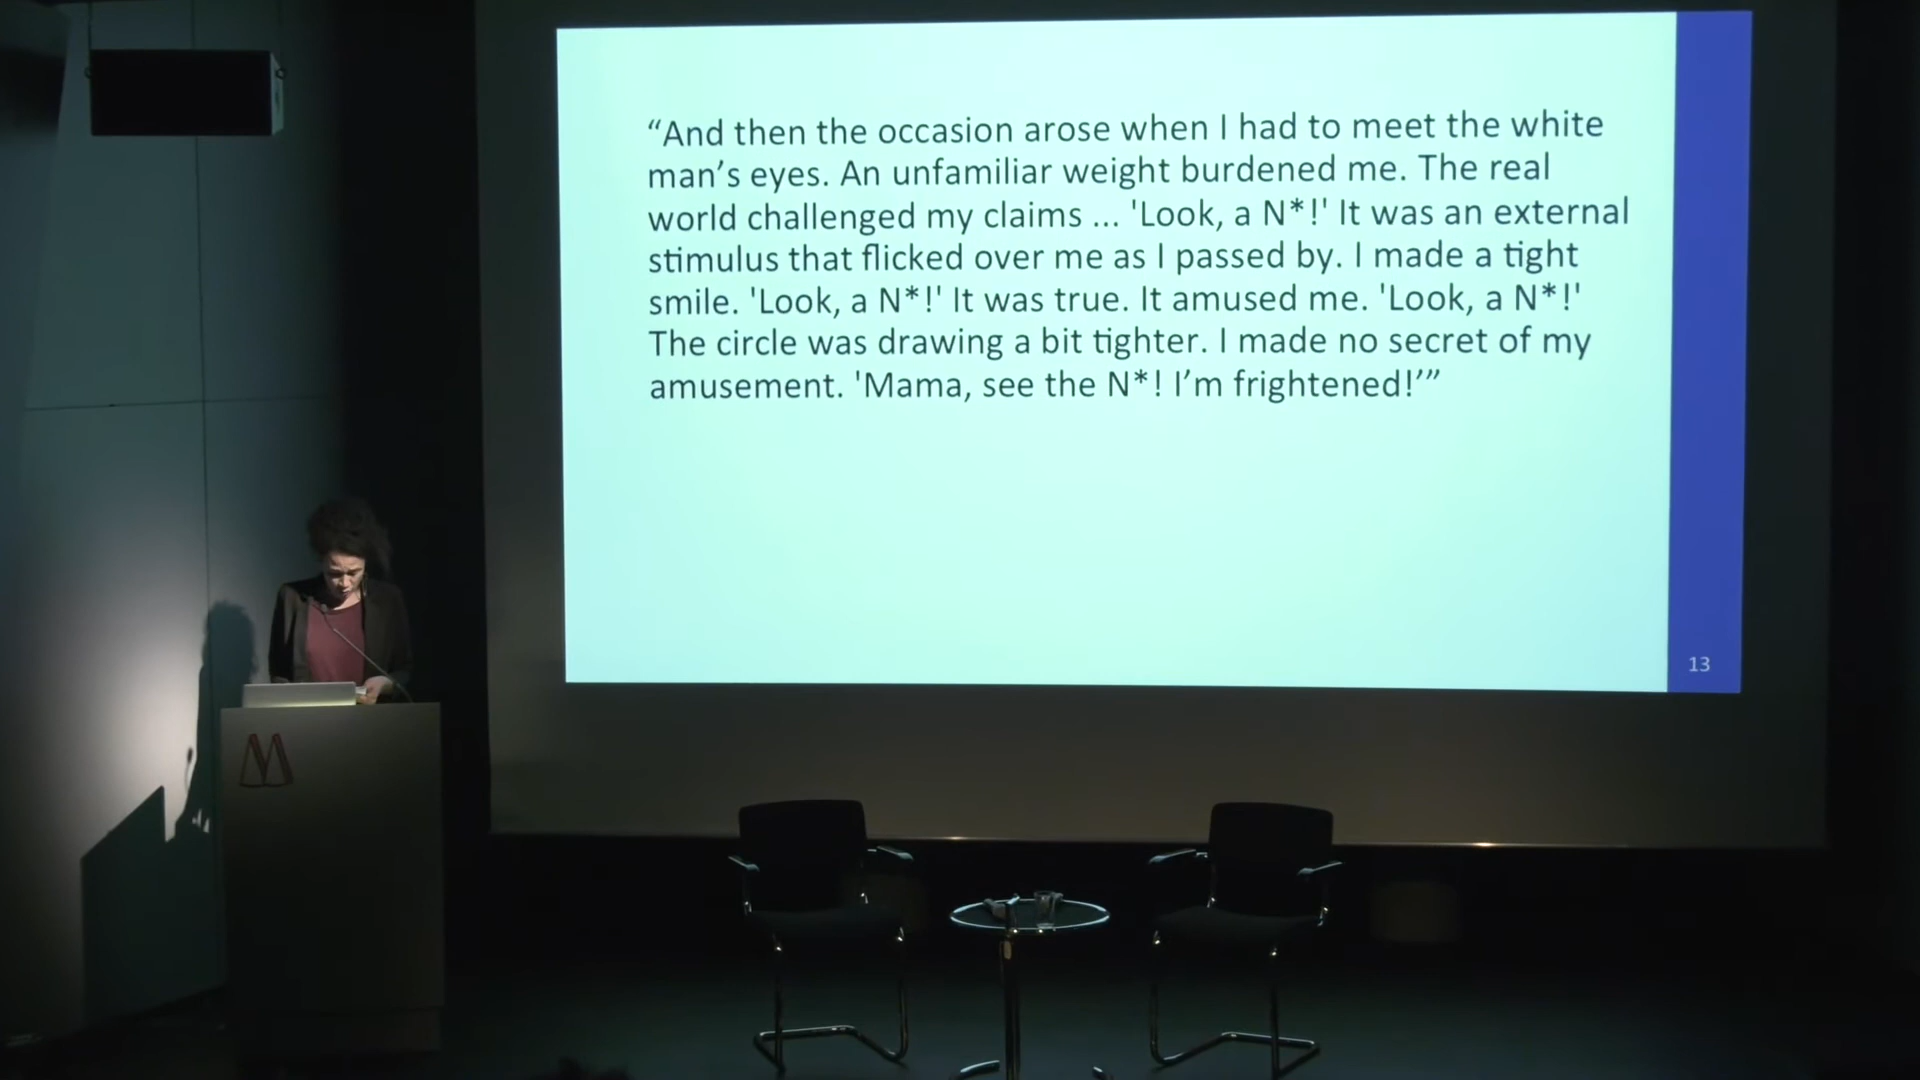 “And then the occasion arose when I had to meet the white
man’s eyes. An unfamiliar weight burdened me. The real
world challenged my claims ... 'Look, a N*!' It was an external
stimulus that flicked over me as I passed by. I made a tight
smile. 'Look, a N*!' It was true. It amused me. 'Look, a N*!'
The circle was drawing a bit tighter. I made no secret of my
amusement. 'Mama, see the N*! I’m frightened!’”
13
M